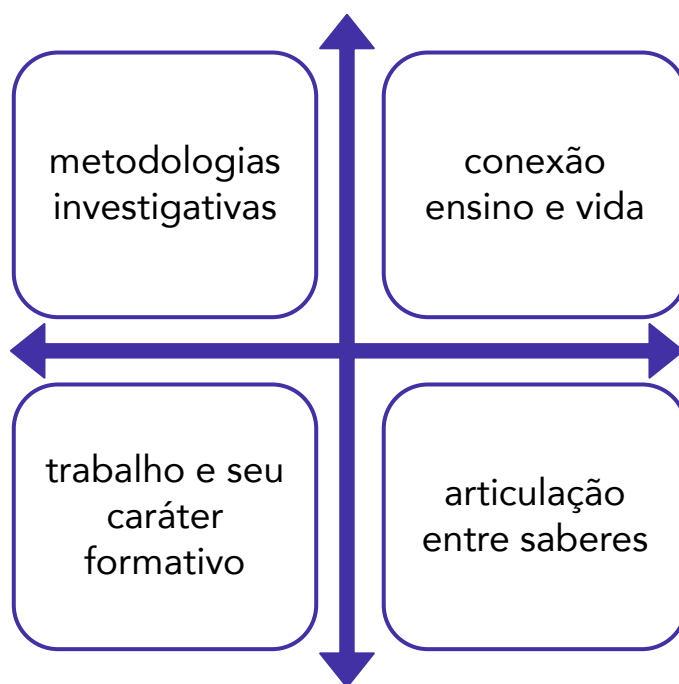 metodologias
investigativas
conexão
ensino e vida
trabalho e seu
caráter
formativo
articulação
entre saberes